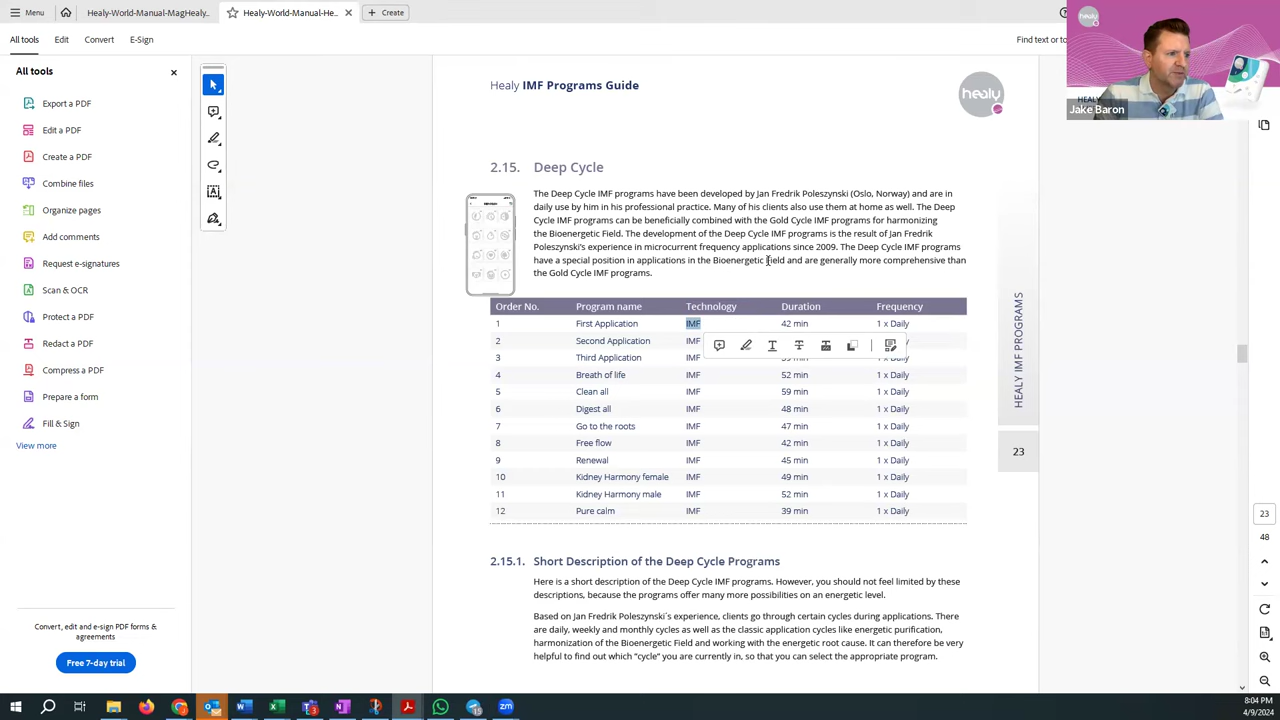 Menu
Healy-World-Manual-MagHealy...
Healy-World-Manual-He...
Create
All tools
Edit
Convert
E-Sign
Find text or to
All tools
Export a PDF
Edit a PDF
Create a PDF
Combine files
Organize pages
Add comments
Request e-signatures
Scan & OCR
Protect a PDF
Redact a PDF
Compress a PDF
Prepare a form
Fill & Sign
View more
Convert, edit and e-sign PDF forms &
agreements
Free 7-day trial
Healy IMF Programs Guide
healy
2.15. Deep Cycle
The Deep Cycle IMF programs have been developed by Jan Fredrik Poleszynski (Oslo, Norway) and are in
daily use by him in his professional practice. Many of his clients also use them at home as well. The Deep
Cycle IMF programs can be beneficially combined with the Gold Cycle IMF programs for harmonizing
the Bioenergetic Field. The development of the Deep Cycle IMF programs is the result of Jan Fredrik
Poleszynski's experience in microcurrent frequency applications since 2009. The Deep Cycle IMF programs
have a special position in applications in the Bioenergetic field and are generally more comprehensive than
the Gold Cycle IMF programs.
Order No. Program name Technology Duration Frequency
1 First Application IMF 42 min 1 x Daily
2 Second Application IMF
3 Third Application IMF 39 min 1 x Daily
4 Breath of life IMF 52 min 1 x Daily
5 Clean all IMF 59 min 1 x Daily
6 Digest all IMF 48 min 1 x Daily
7 Go to the roots IMF 47 min 1 x Daily
8 Free flow IMF 42 min 1 x Daily
9 Renewal IMF 45 min 1 x Daily
10 Kidney Harmony female IMF 49 min 1 x Daily
11 Kidney Harmony male IMF 52 min 1 x Daily
12 Pure calm IMF 39 min 1 x Daily
2.15.1. Short Description of the Deep Cycle Programs
Here is a short description of the Deep Cycle IMF programs. However, you should not feel limited by these
descriptions, because the programs offer many more possibilities on an energetic level.
Based on Jan Fredrik Poleszynski´s experience, clients go through certain cycles during applications. There
are daily, weekly and monthly cycles as well as the classic application cycles like energetic purification,
harmonization of the Bioenergetic Field and working with the energetic root cause. It can therefore be very
helpful to find out which “cycle” you are currently in, so that you can select the appropriate program.
HEALY IMF PROGRAMS
23
23
48
healy
HEALY
Jake Baron
8:04 PM
4/9/2024